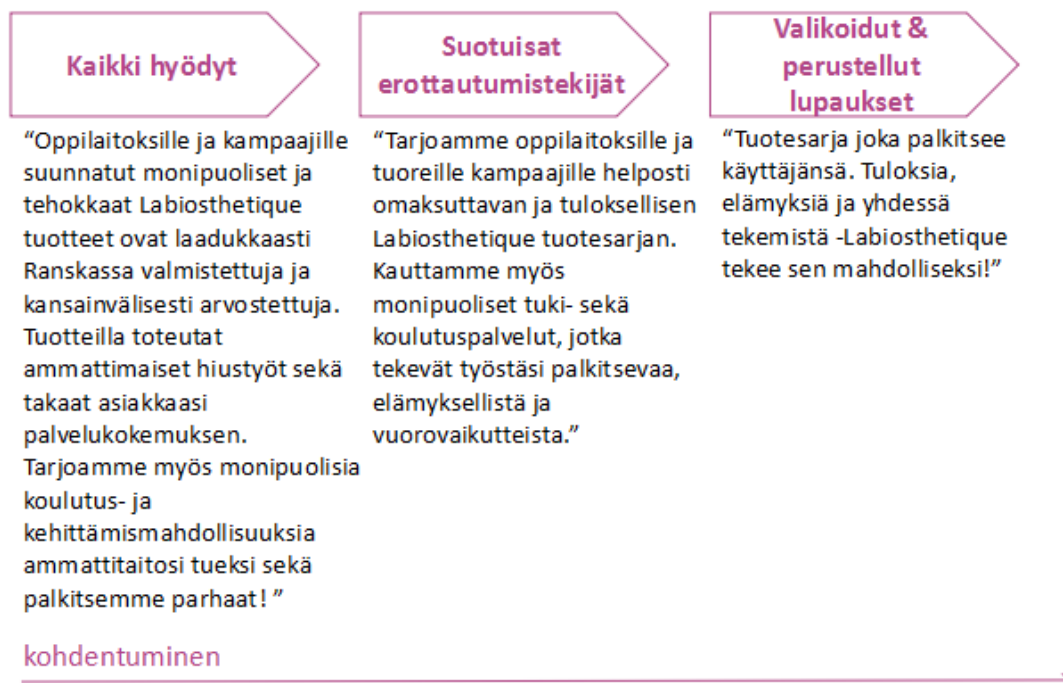 Kaikki hyödyt
“Oppilaitoksille ja kampaajille
suunnatut monipuoliset ja
tehokkaat Labiosthetique
tuotteet ovat laadukkaasti
Ranskassa valmistettuja ja
kansainvälisesti arvostettuja.
Tuotteilla toteutat
ammattimaiset hiustyöt sekä
takaat asiakkaasi
palvelukokemuksen.
Tarjoamme myös monipuolisia
koulutus- ja
kehittämismahdollisuuksia
ammattitaitosi tueksi sekä
palkitsemme parhaat! ”
Suotuisat
erottautumistekijät
“Tarjoamme oppilaitoksille ja
tuoreille kampaajille helposti
omaksuttavan ja tuloksellisen
Labiosthetique tuotesarjan.
Kauttamme myös
monipuoliset tuki- sekä
koulutuspalvelut, jotka
tekevät työstäsi palkitsevaa,
elämyksellistä ja
vuorovaikutteista.”
Valikoidut &
perustellut
lupaukset
“Tuotesarja joka palkitsee
käyttäjänsä. Tuloksia,
elämyksiä ja yhdessä
tekemistä -Labiosthetique
tekee sen mahdolliseksi!”
kohdentuminen